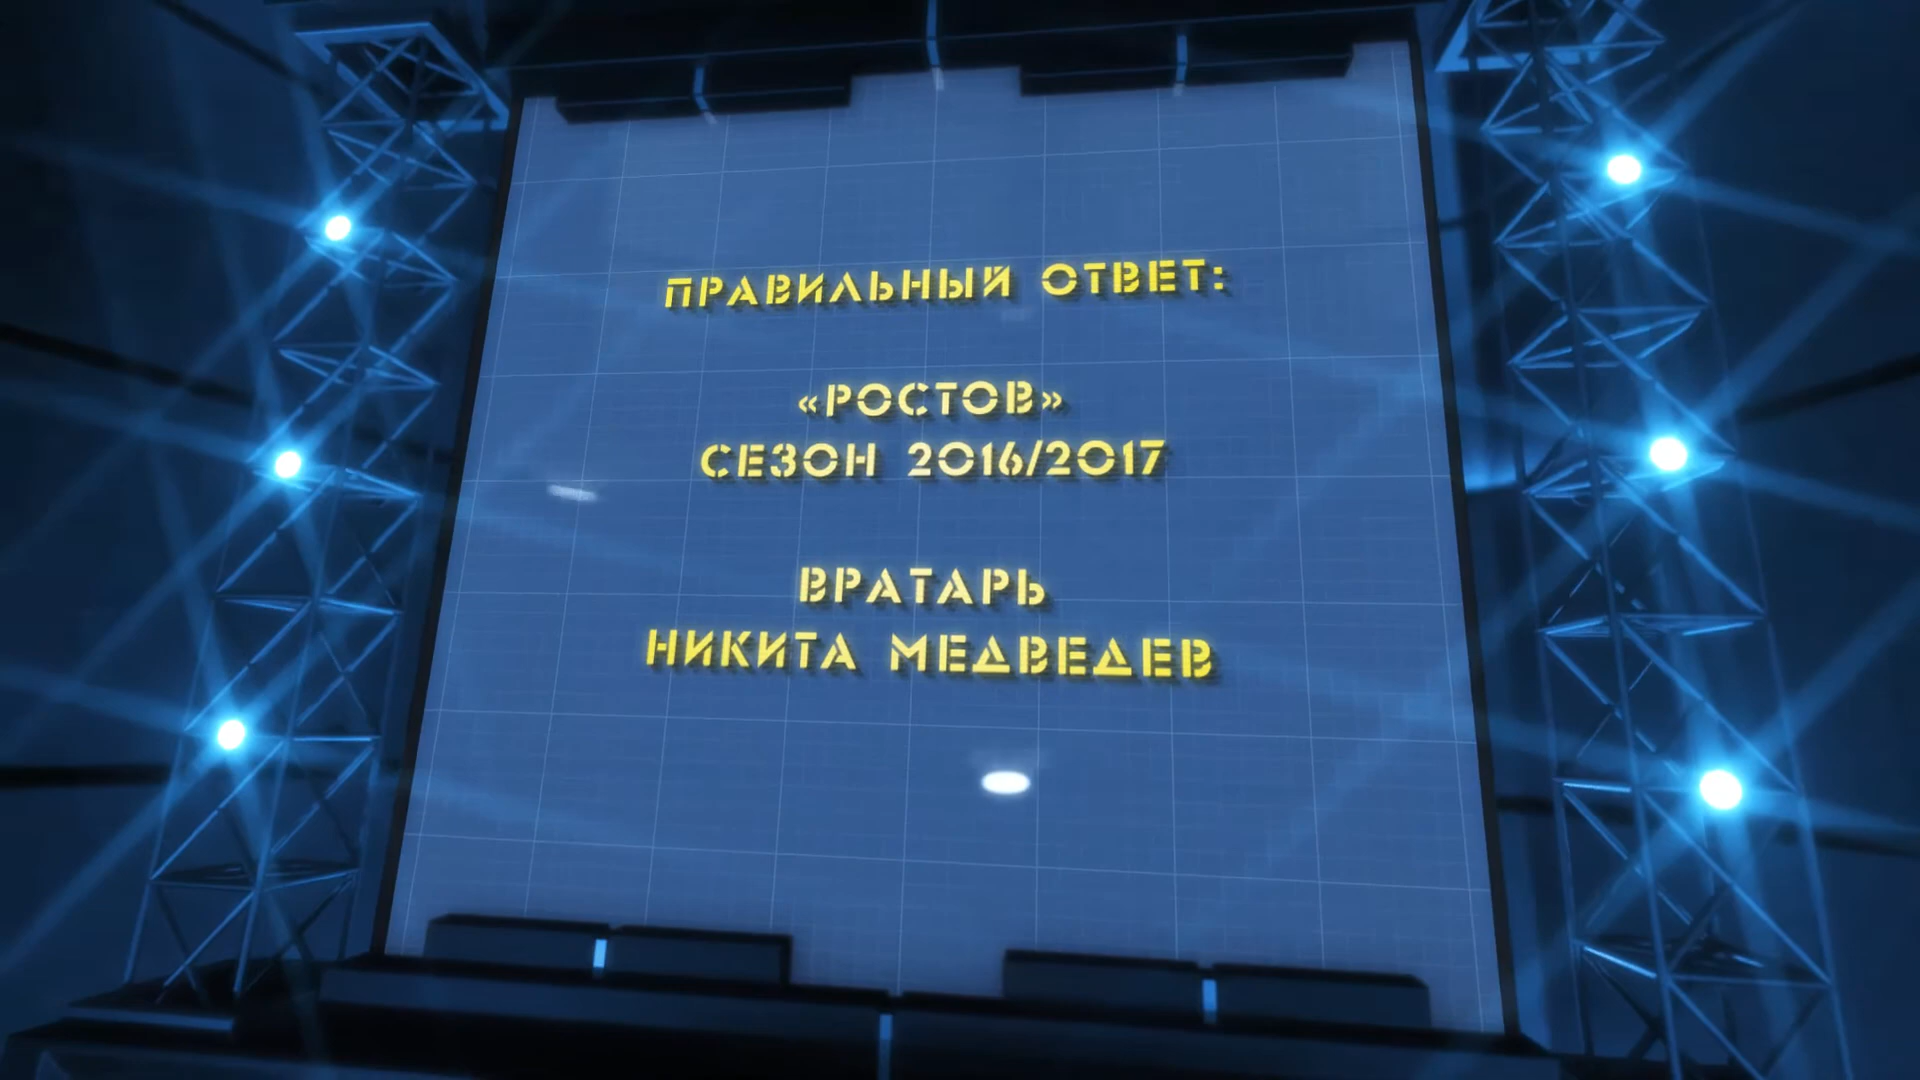 ПРАВИЛЬНЫЙ ОТВЕТ:
«РОСТОВ»
СЕЗОН 2016/2017
ВРАТАРЬ
НИКИТА МЕДВЕДЕВ